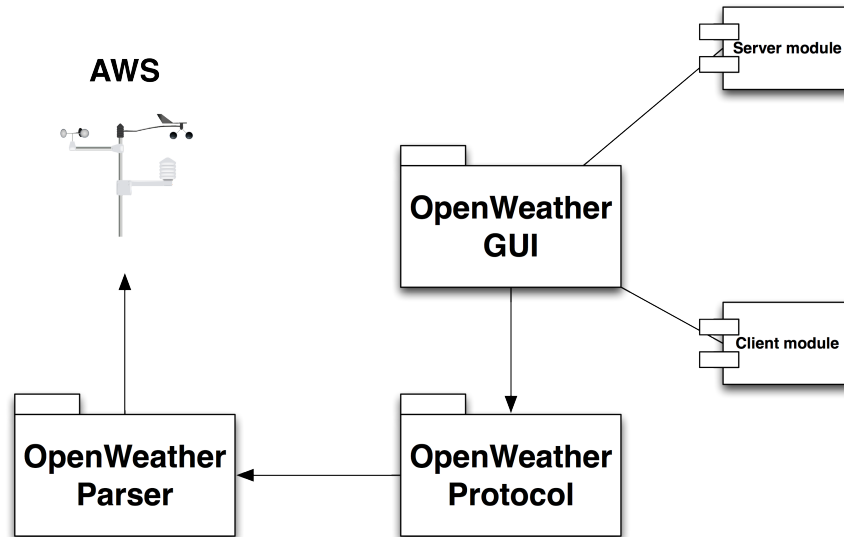 Server module
AWS
OpenWeather
GUI
Client module
OpenWeather
Parser
OpenWeather
Protocol